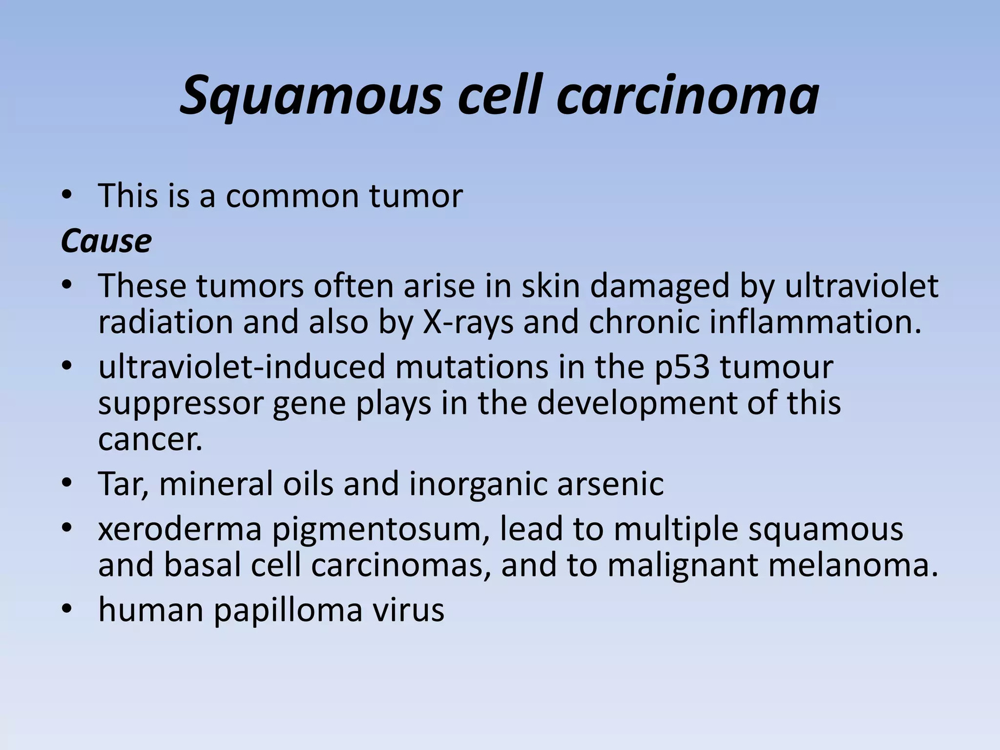 Squamous cell carcinoma
• This is a common tumor
Cause
• These tumors often arise in skin damaged by ultraviolet
radiation and also by X-rays and chronic inflammation.
• ultraviolet-induced mutations in the p53 tumour
suppressor gene plays in the development of this
cancer.
• Tar, mineral oils and inorganic arsenic
• xeroderma pigmentosum, lead to multiple squamous
and basal cell carcinomas, and to malignant melanoma.
• human papilloma virus